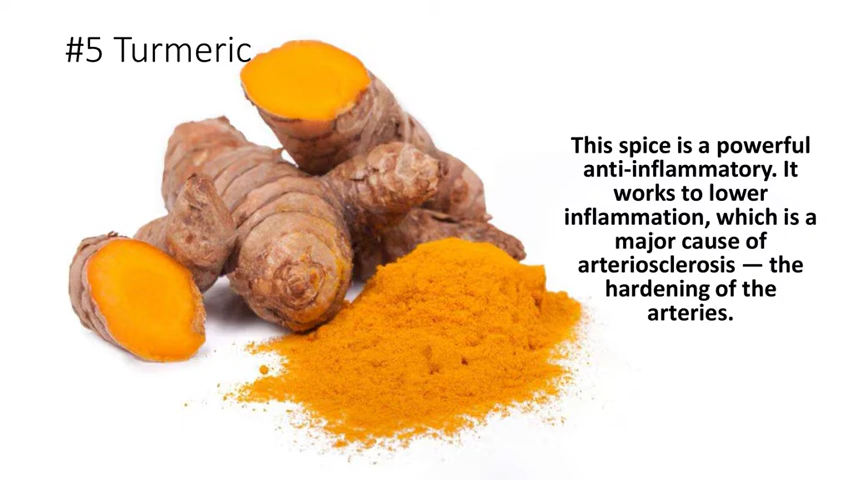 #5 Turmeric
This spice is a powerful
anti-inflammatory. It
works to lower
inflammation, which is a
major cause of
arteriosclerosis — the
hardening of the
arteries.